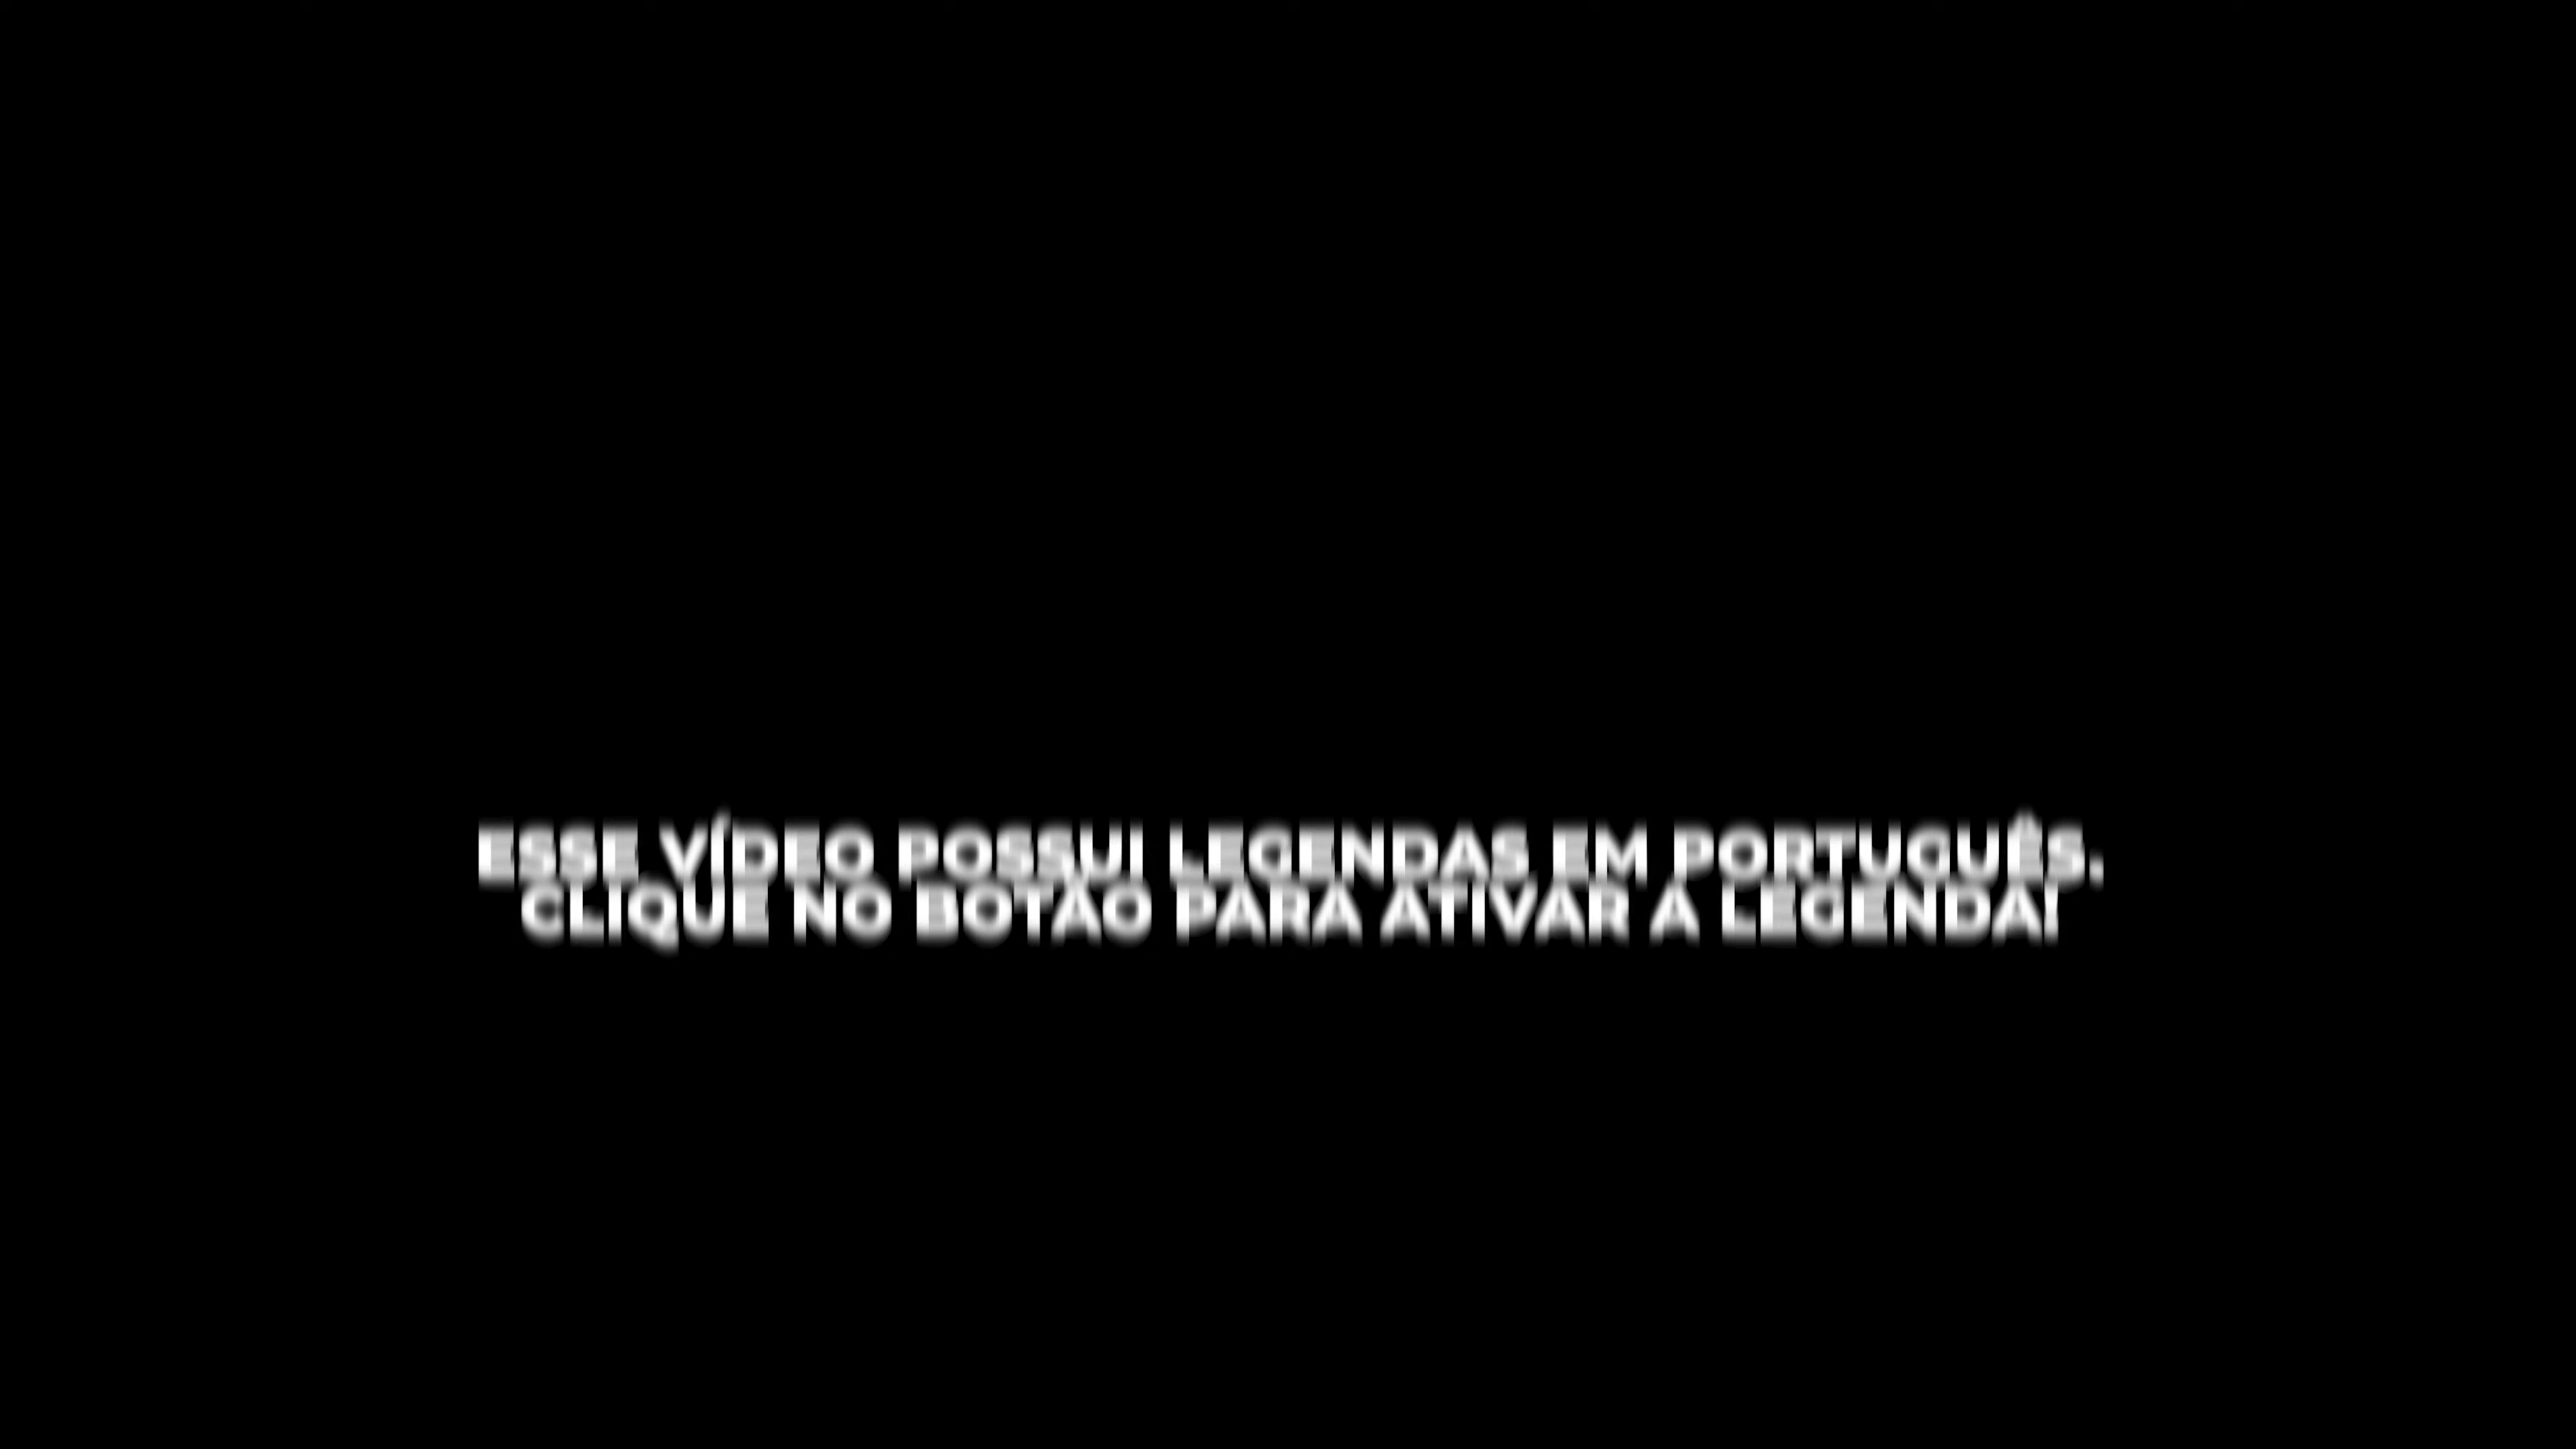 ESSE VÍDEO POSSUI LEGENDAS EM PORTUGUÊS.
CLIQUE NO BOTÃO PARA ATIVAR A LEGENDA!